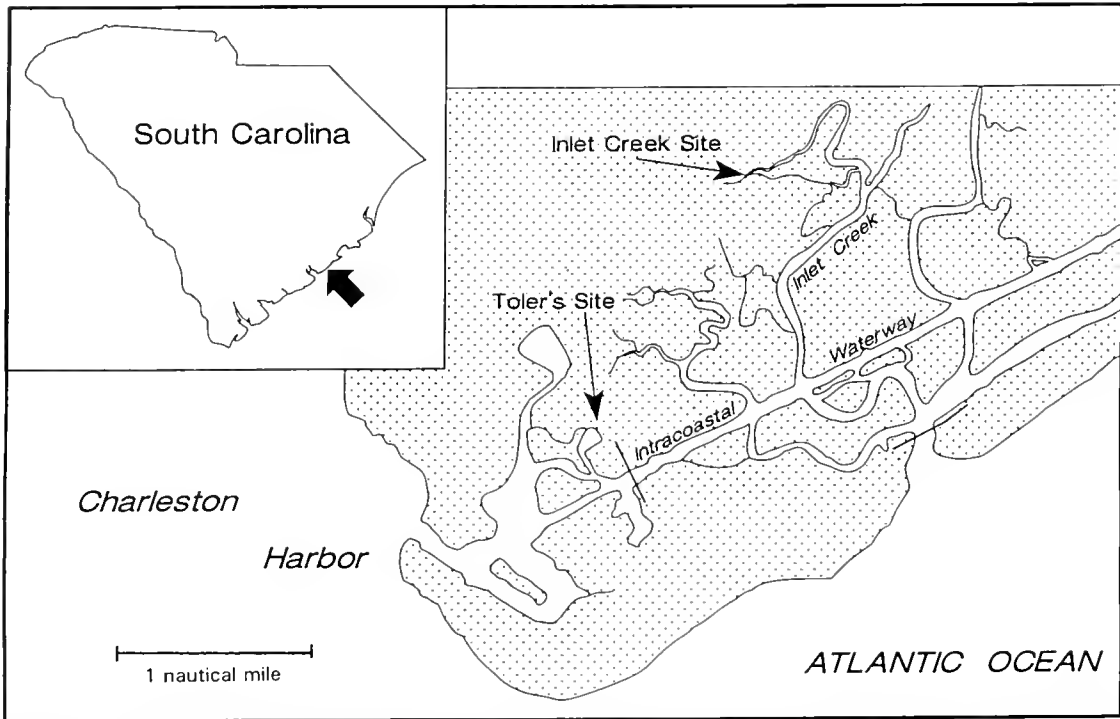 South Carolina
Inlet Creek Site
Inlet Creek
Toler's Site
Waterway
Intracoastal
Charleston
Harbor
1 nautical mile
ATLANTIC OCEAN